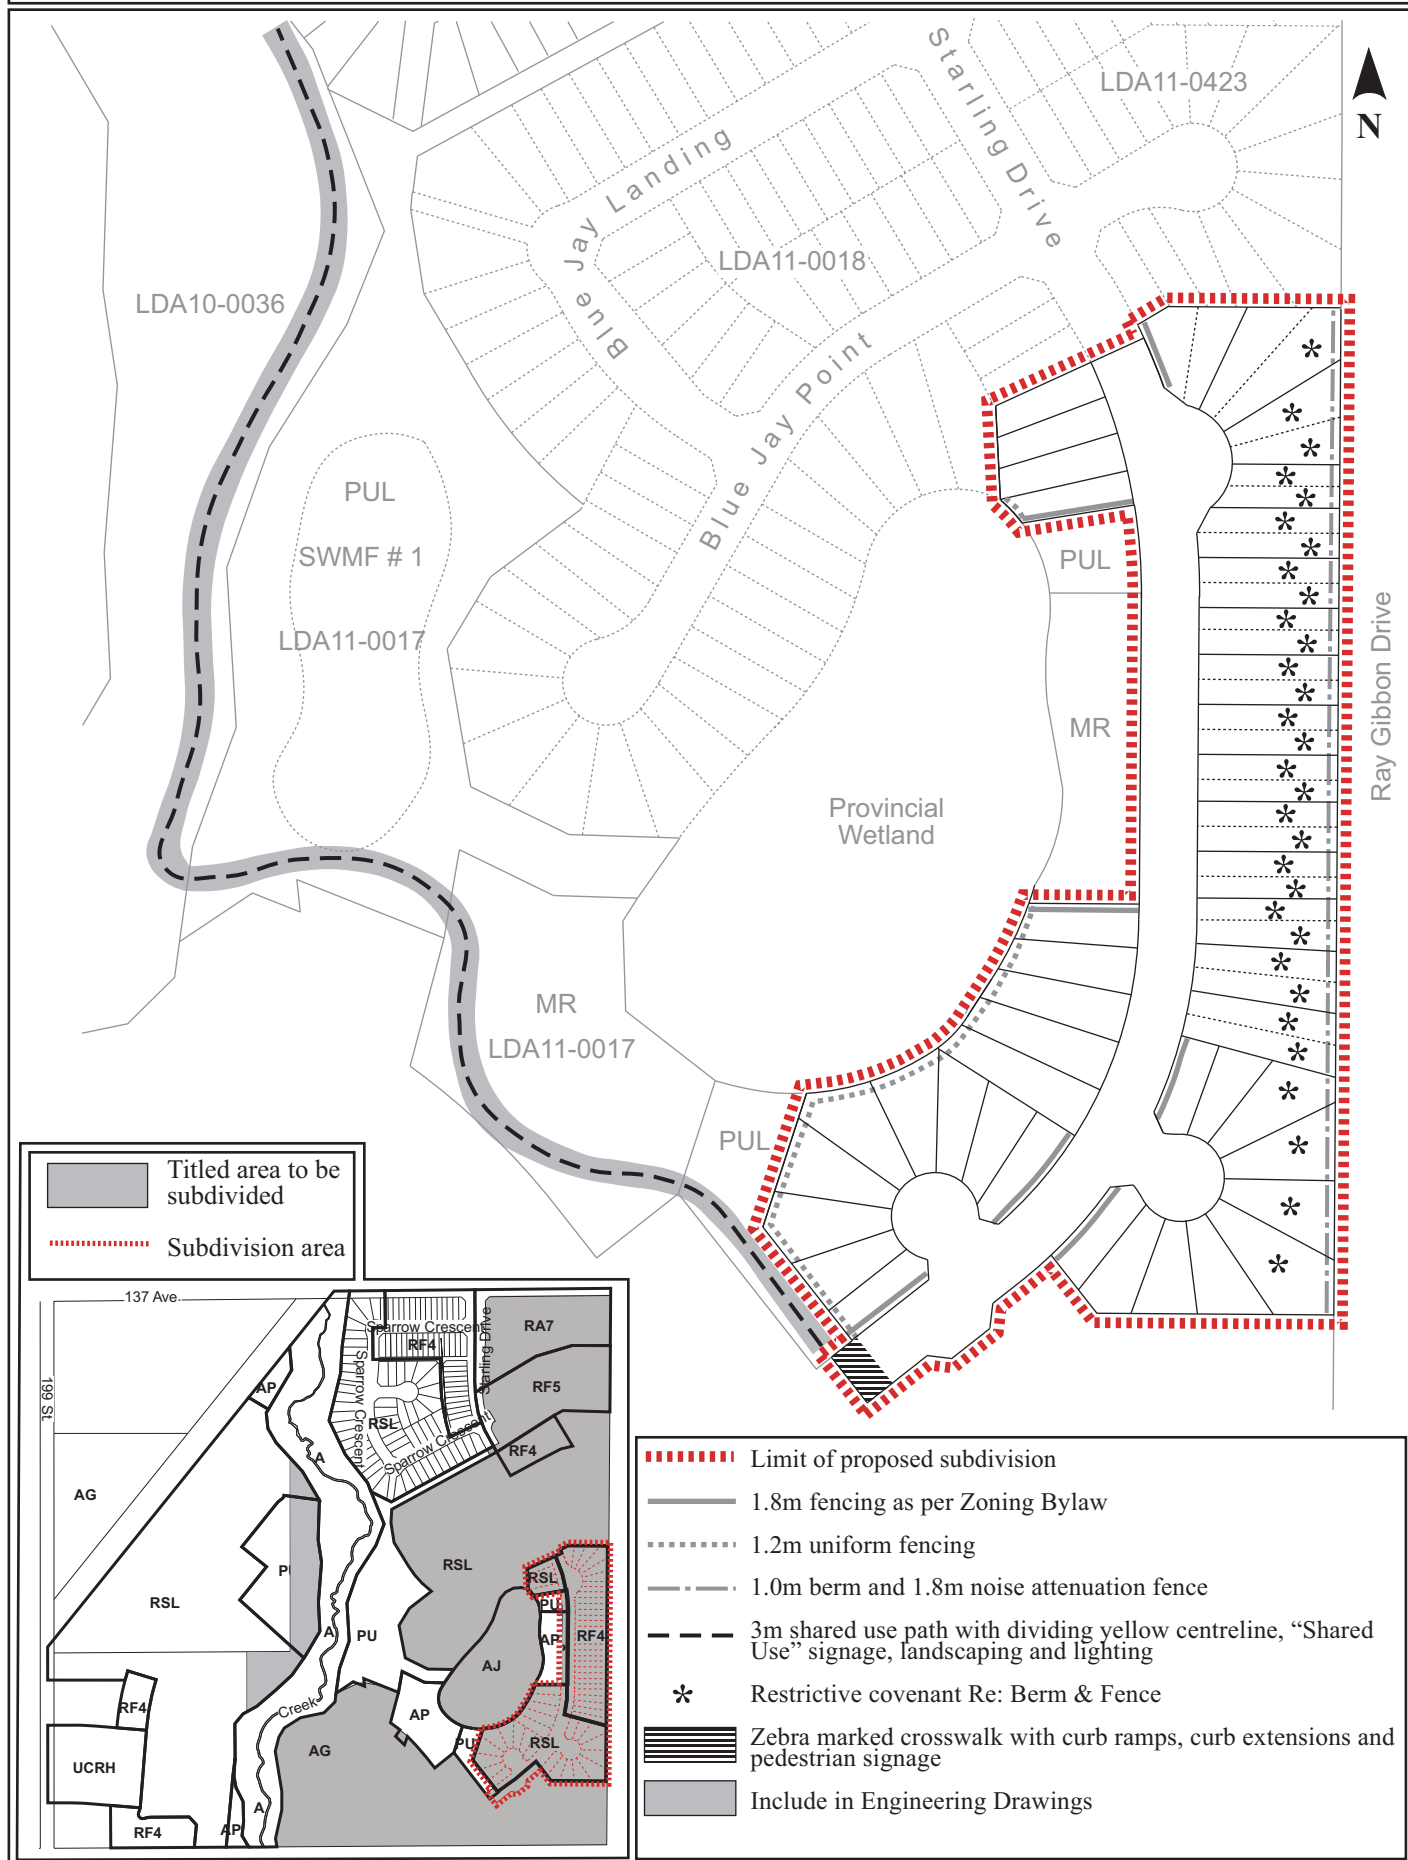 Starling Drive
LDA11-0423
N
Blue Jay Landing
LDA11-0018
LDA10-0036
Blue Jay Point
PUL
SWMF # 1
LDA11-0017
PUL
MR
Ray Gibbon Drive
Provincial
Wetland
MR
LDA11-0017
PUL
Titled area to be
subdivided
Subdivision area
137 Ave.
199 St.
Sparrow Crescent
RF4
Starling Drive
RA7
RF5
AP
Sparrow Crescent
RSL
Sparrow Crescent
RF4
A
AG
RSL
RSL
RSL
PU
AP
RF4
A
PU
AJ
RF4
Creek
AP
PU
RSL
AG
UCRH
A
AP
RF4
Limit of proposed subdivision
1.8m fencing as per Zoning Bylaw
1.2m uniform fencing
1.0m berm and 1.8m noise attenuation fence
3m shared use path with dividing yellow centreline, “Shared
Use” signage, landscaping and lighting
Restrictive covenant Re: Berm & Fence
Zebra marked crosswalk with curb ramps, curb extensions and
pedestrian signage
Include in Engineering Drawings